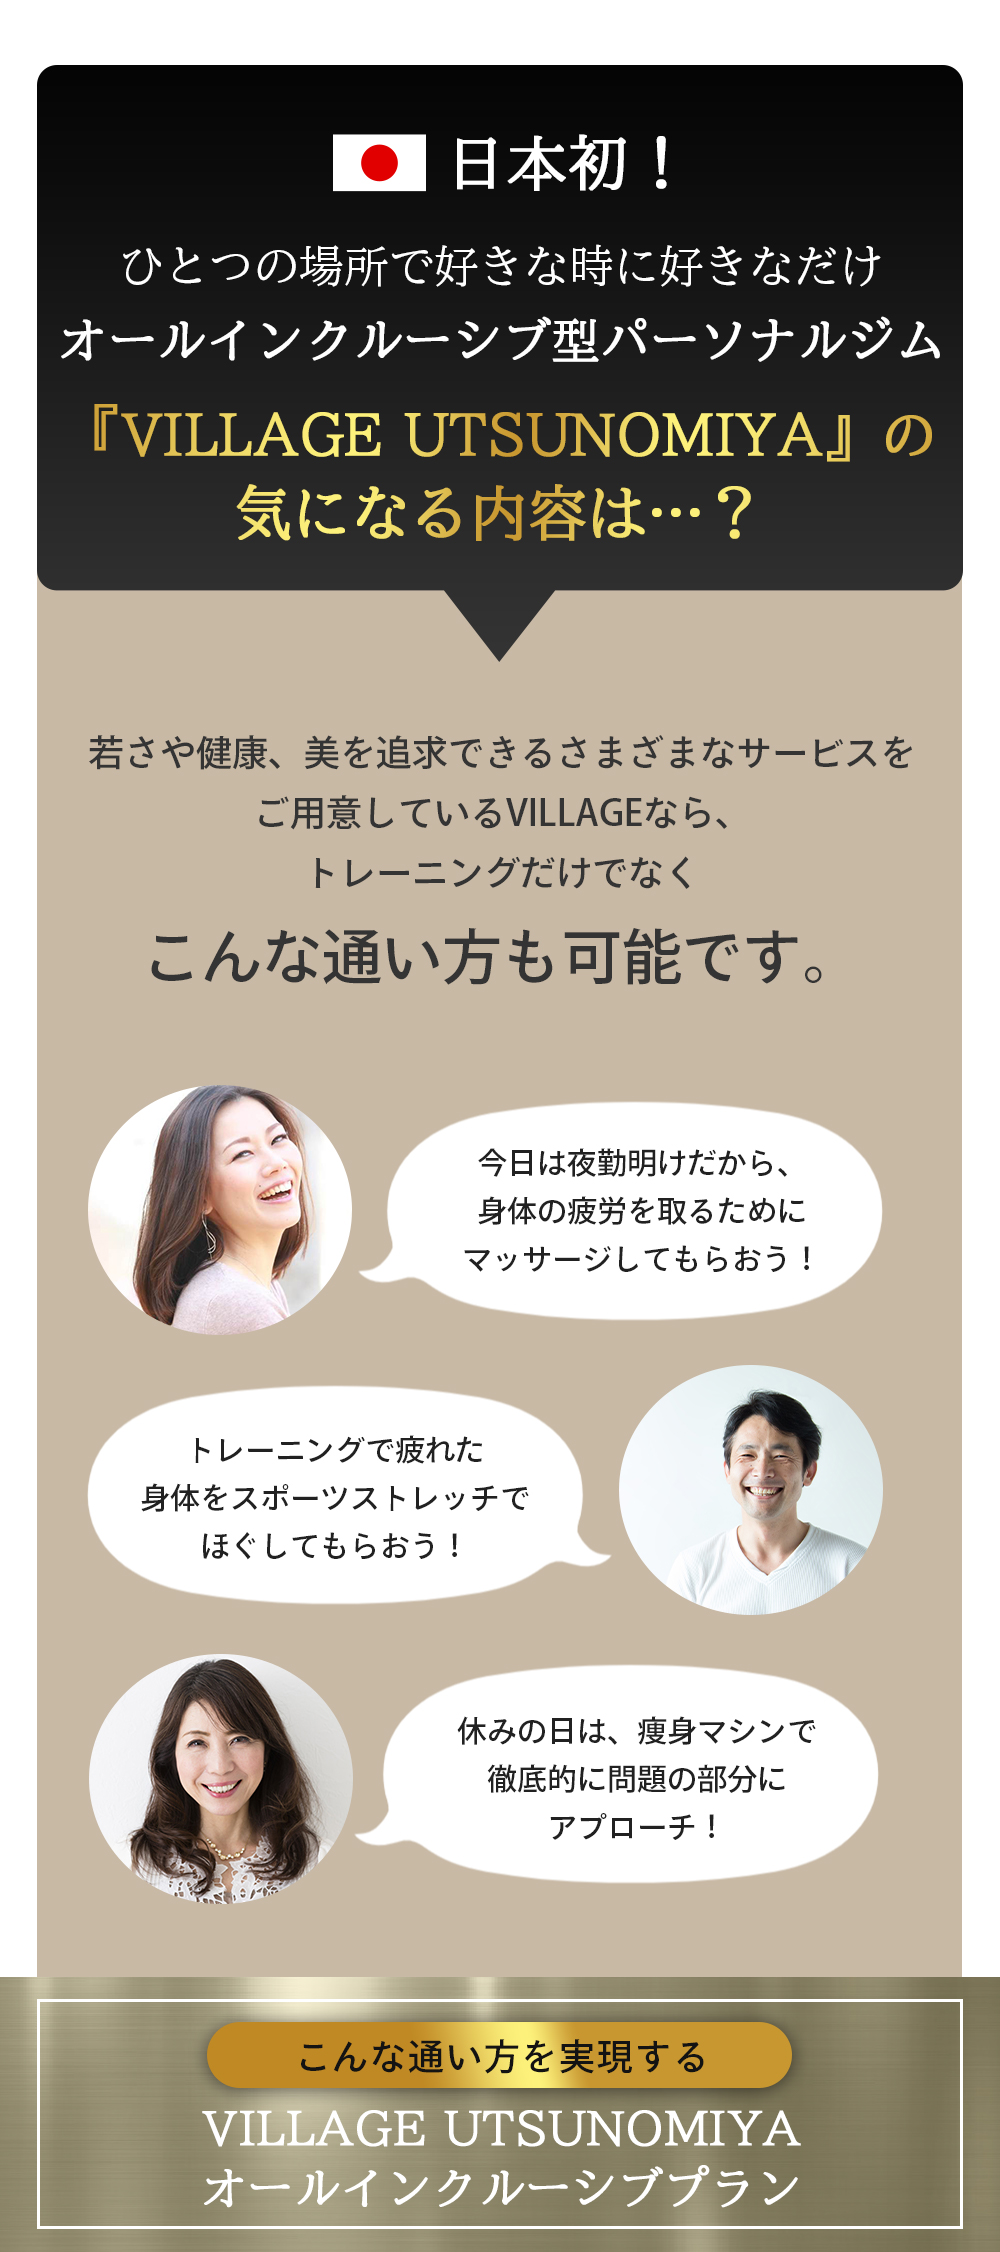 日本初！
ひとつの場所で好きな時に好きなだけ
オールインクルーシブ型パーソナルジム
『VILLAGE UTSUNOMIYA』の
気になる内容は…？
若さや健康、美を追求できるさまざまなサービスを
ご用意しているVILLAGEなら、
トレーニングだけでなく
こんな通い方も可能です。
今日は夜勤明けだから、
身体の疲労を取るために
マッサージしてもらおう！
トレーニングで疲れた
身体をスポーツストレッチで
ほぐしてもらおう！
休みの日は、痩身マシンで
徹底的に問題の部分に
アプローチ！
こんな通い方を実現する
VILLAGE UTSUNOMIYA
オールインクルーシブプラン